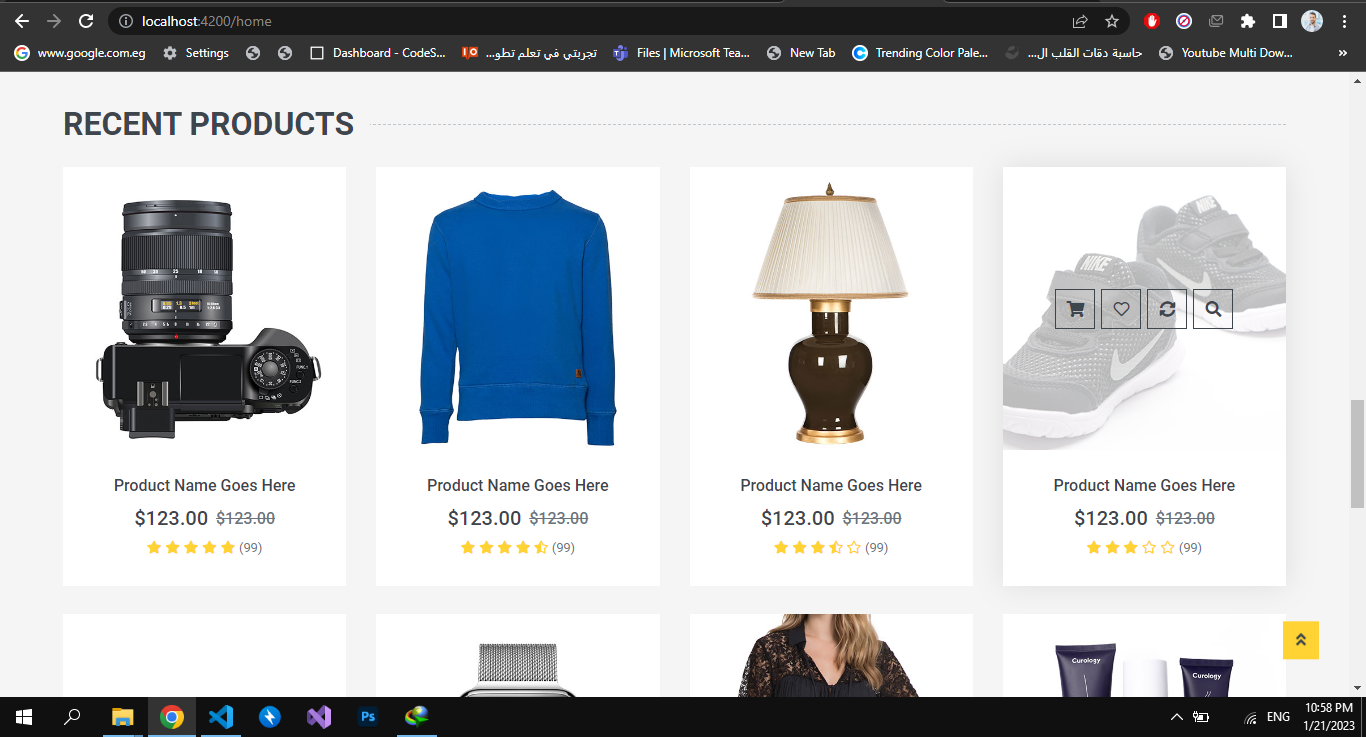 localhost:4200/home
www.google.com.eg Settings Dashboard - CodeS... تجربتي في تعلم تطو... Files | Microsoft Tea... New Tab Trending Color Pale... حاسبة دقات القلب ال... Youtube Multi Dow... »
RECENT PRODUCTS
NIKE
NIKE
Product Name Goes Here
$123.00 $123.00
(99)
Product Name Goes Here
$123.00 $123.00
(99)
Product Name Goes Here
$123.00 $123.00
(99)
Product Name Goes Here
$123.00 $123.00
(99)
Curology
Curology
Ps
ENG
10:58 PM
1/21/2023